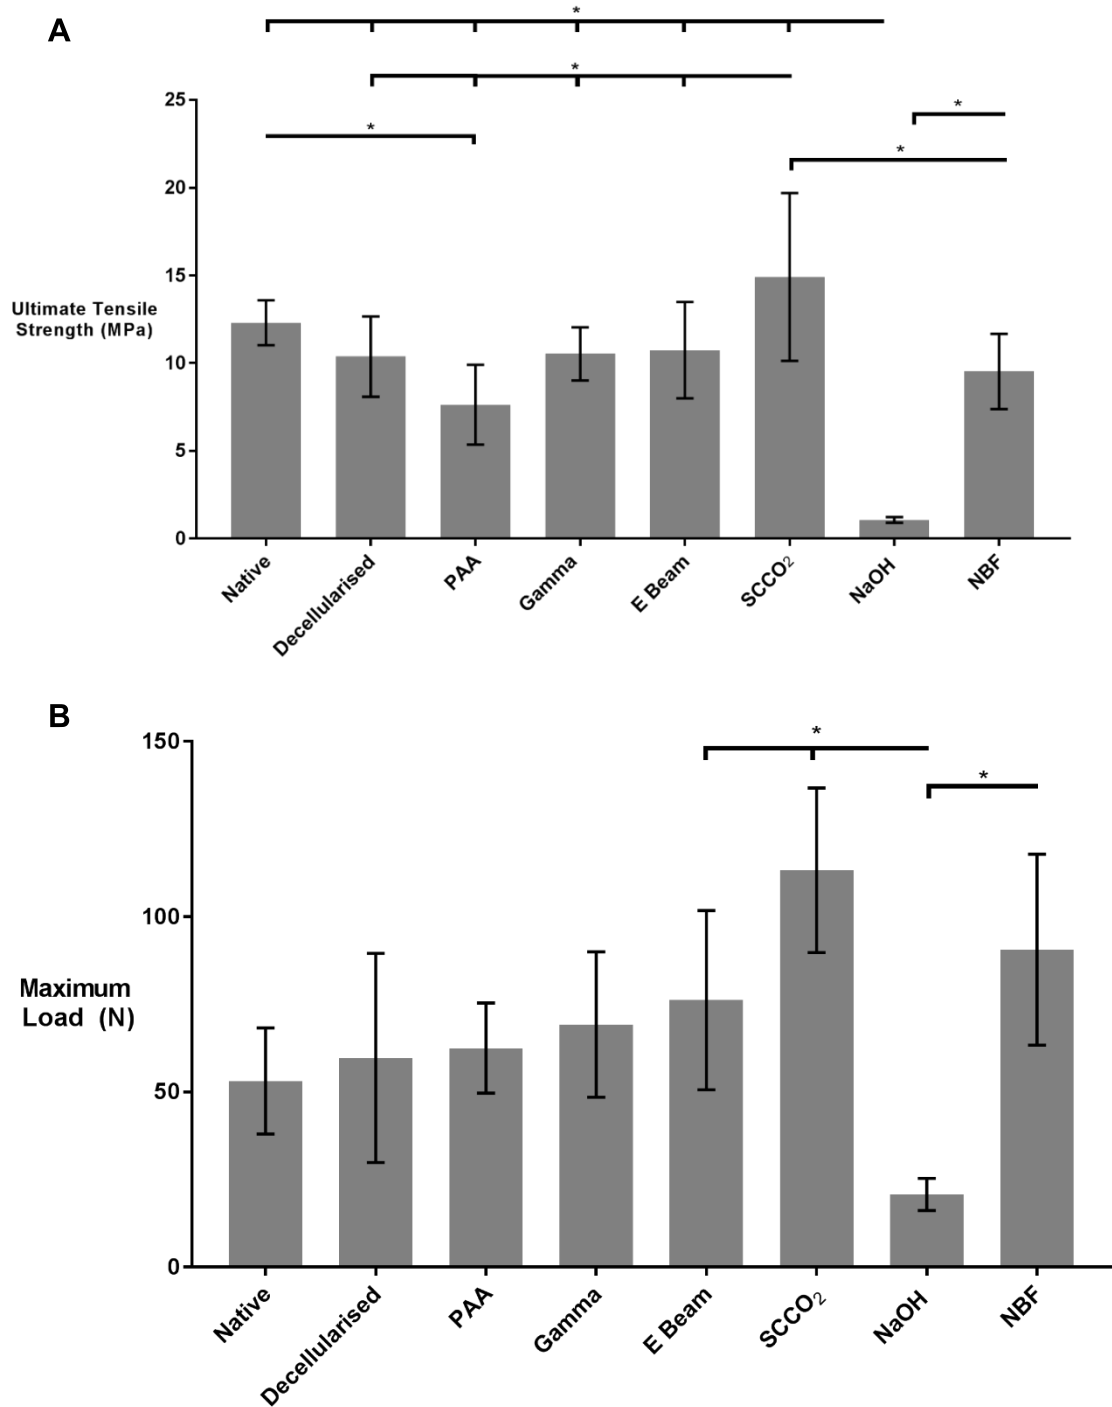 A
*
*
25
*
*
*
20
15
Ultimate Tensile
Strength (MPa)
10
5
0
Native
Decellularised
PAA
Gamma
E Beam
SCCO2
NaOH
NBF
B
150
*
*
100
Maximum
Load (N)
50
0
Native
Decellularised
PAA
Gamma
E Beam
SCCO2
NaOH
NBF